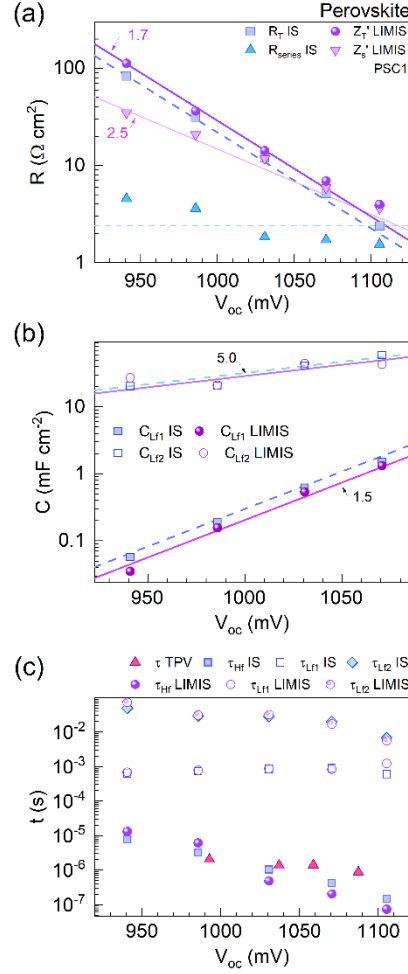 (a)
Perovskite
1.7
R_T IS
Z_T' LIMIS
R_series IS
Z_s' LIMIS
PSC1
100
10
1
2.5
R (Ω cm²)
950 1000 1050 1100
V_oc (mV)
(b)
5.0
C_Lf1 IS
C_Lf1 LIMIS
C_Lf2 IS
C_Lf2 LIMIS
1.5
10
1
0.1
C (mF cm⁻²)
950 1000 1050
V_oc (mV)
(c)
τ TPV
τ_Hf IS
τ_Lf1 IS
τ_Lf2 IS
τ_Hf LIMIS
τ_Lf1 LIMIS
τ_Lf2 LIMIS
10⁻²
10⁻³
10⁻⁴
10⁻⁵
10⁻⁶
10⁻⁷
t (s)
950 1000 1050 1100
V_oc (mV)